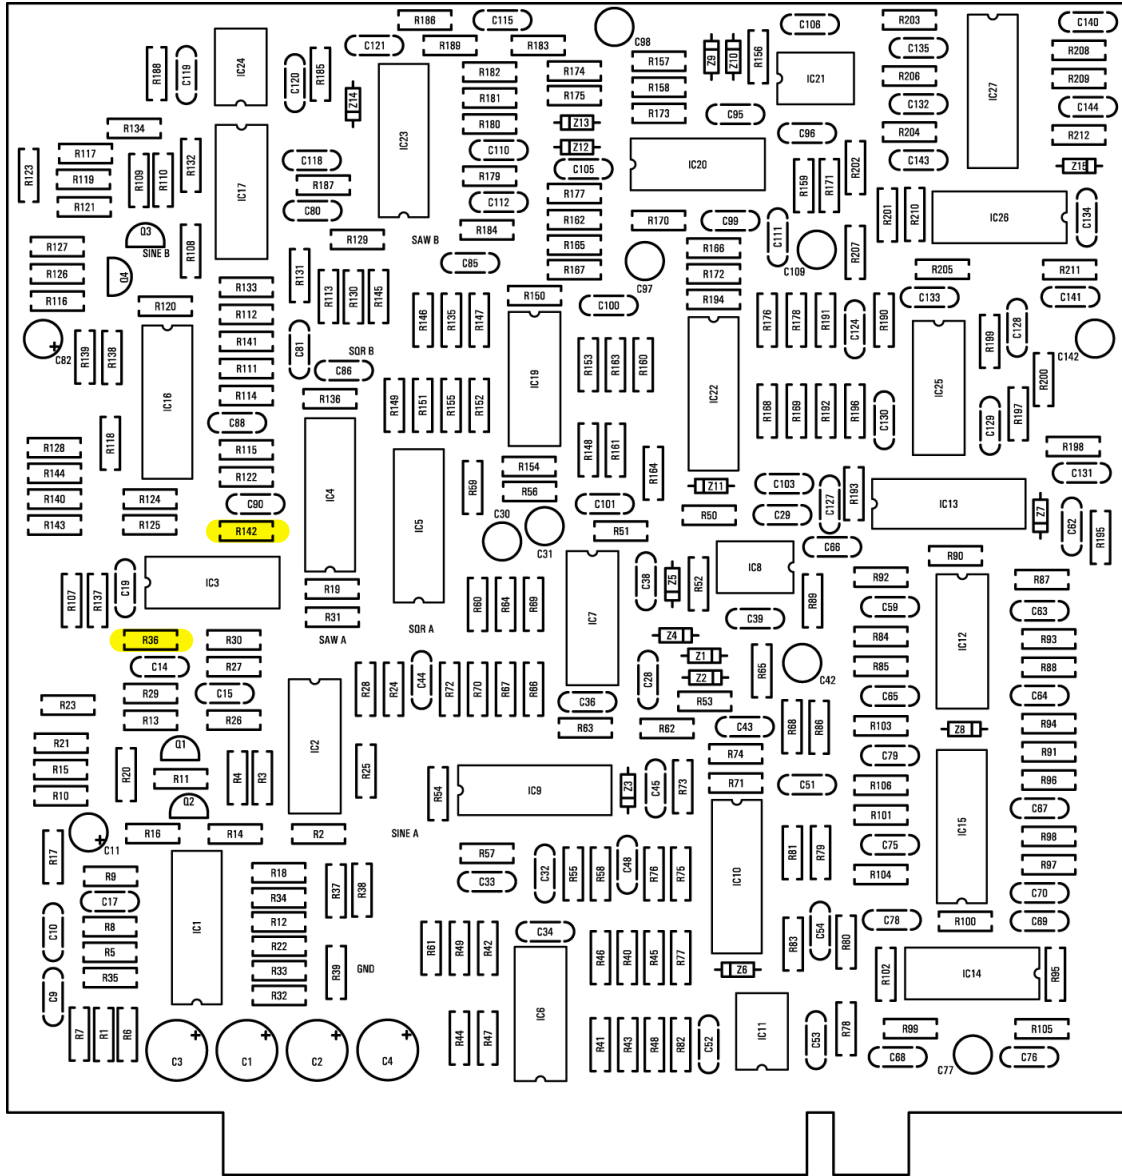 R186 C115 C106 R203 C140
C121 R189 R183 C98 Z9 Z10 R156 C135 R208
R188 C119 IC24 C120 R185 R182 R174 R157 IC21 R206 IC27 R209
Z14 IC23 R181 R175 R158 C132 C144
R134 R180 Z13 R173 C95 R204 R212
R123 R117 R109 R110 R132 IC17 C118 C110 Z12 IC20 C96 R202 C143 Z15
R119 R187 R179 C105 R159 R171
R121 C80 C112 R177 R201 R210 IC26 C134
Q3 R108 R129 SAW B R184 R162 R170 C99 C111 R207
R127 SINE B R165 R166 C109
R126 Q4 R131 C85 R167 C97 R172 R205 R211
R116 R120 R133 R113 R130 R145 R150 C100 R194 C133 C141
C82 R139 R138 R112 C81 R146 R135 R147 IC19 R176 R178 R191 C124 R190 R199 C128 C142
R141 SQR B R153 R163 R160 IC22 IC25 R200
IC16 R111 C86
R114 R136 R149 R151 R155 R152 R168 R169 R192 R196 C130 C129 R197
R118 C88
R128 R115 R148 R161 R164 R198
R144 R122 IC4 R59 R154 Z11 C103 R193 C131
R140 R124 C90 IC5 R56 C101 C127 IC13 Z7 C62
R143 R125 R142 C30 C31 R51 R50 C29 R195
C66 R90
R107 R137 C19 IC3 R19 R60 R64 R69 IC7 C38 Z5 R52 IC8 R89 R92 IC12 R87
R31 SQR A C39 C59 C63
R36 R30 SAW A Z4 R84 R93
C14 R27 Z1 R65 C42 R85 R88
R23 R29 C15 R28 R24 C44 R72 R70 R67 R66 C28 Z2 C65 C64
R13 R26 C36 R53 R68 R86
R21 Q1 IC2 R63 R62 C43 R103 Z8 R94
R15 R20 R11 R4 R3 R25 R74 C79 R91
R10 Q2 R54 IC9 Z3 C45 R73 R71 C51 R106 R96
C11 R16 R14 R2 SINE A R101 IC15 C67
R17 R57 C32 R55 R58 C48 R76 R75 IC10 R81 R79 C75 R98
R9 R18 R37 R38 C33 R104 R97
C17 IC1 R34 C70
C10 R8 R12 R61 R49 R42 C34 R46 R40 R45 R77 R83 C54 R80 C78 R100 C69
R5 R22
C9 R35 R33 R39 GND Z6 R102 IC14 R95
R32
R7 R1 R6 R44 R47 IC6 R41 R43 R48 R82 C52 IC11 C53 R78 R99 R105
C3 C1 C2 C4 C68 C77 C76